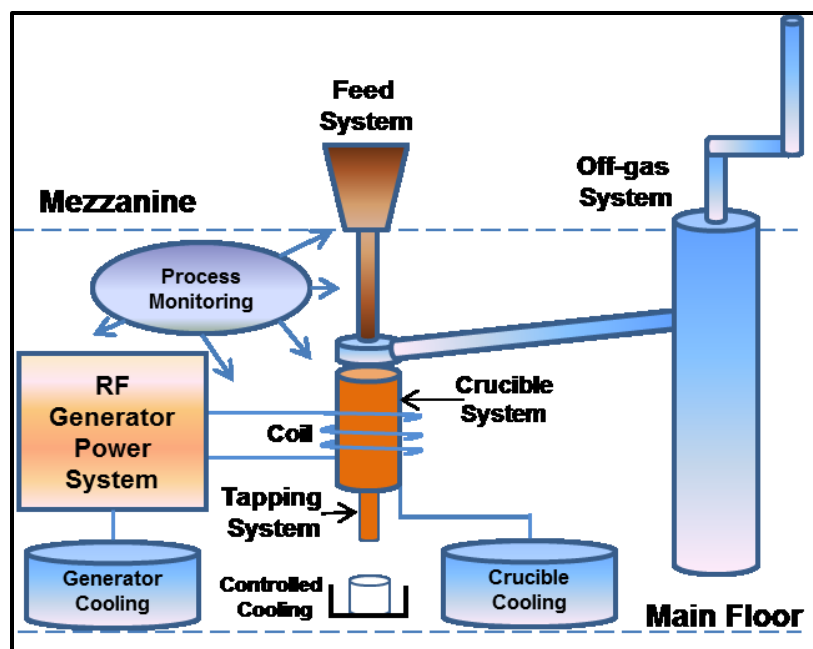 Feed
System
Off-gas
System
Mezzanine
Process
Monitoring
RF
Generator
Power
System
Coil
Crucible
System
Tapping
System
Generator
Cooling
Controlled
Cooling
Crucible
Cooling
Main Floor